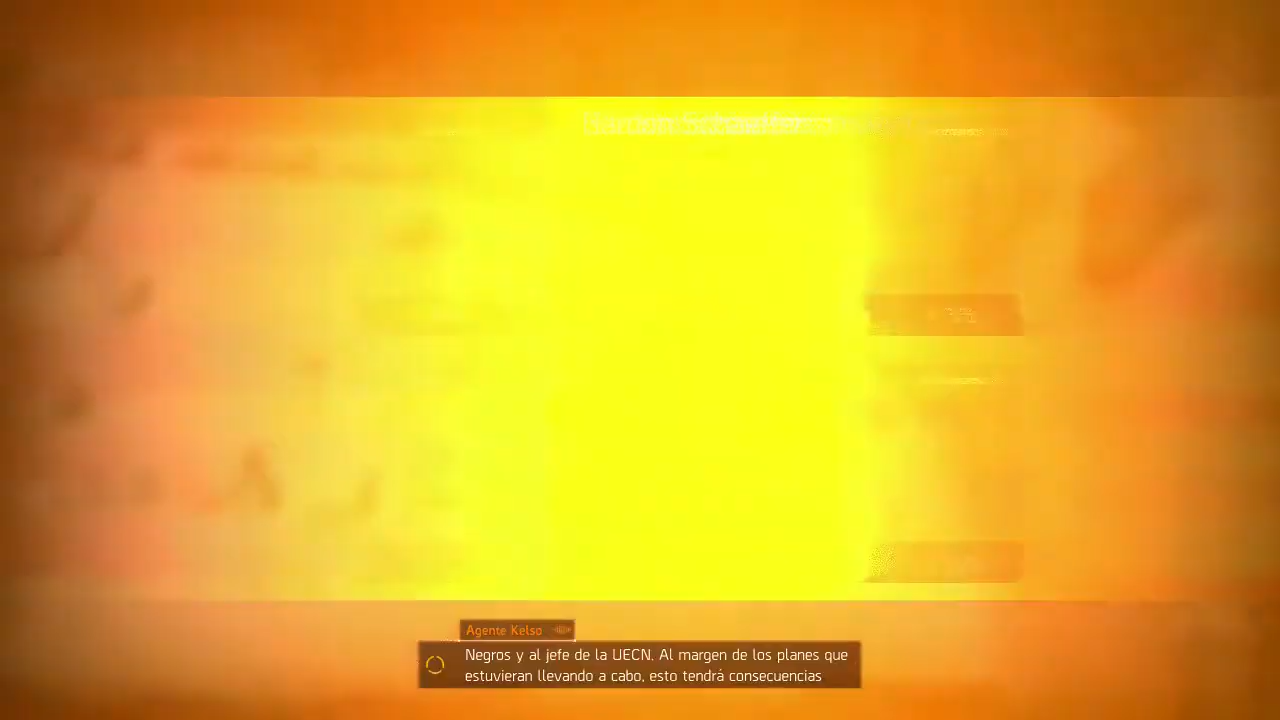 Agente Kelso
Negros y al jefe de la UECN. Al margen de los planes que
estuvieran llevando a cabo, esto tendrá consecuencias